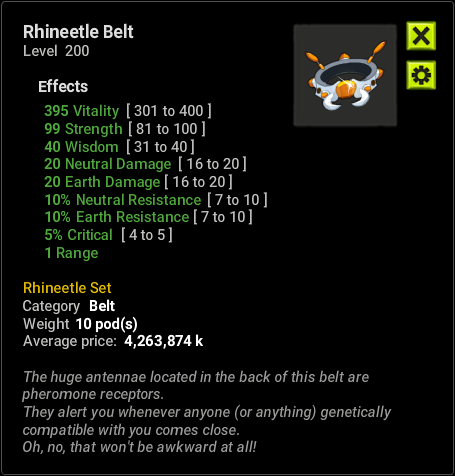 Rhineetle Belt
Level 200
Effects
395 Vitality [ 301 to 400 ]
99 Strength [ 81 to 100 ]
40 Wisdom [ 31 to 40 ]
20 Neutral Damage [ 16 to 20 ]
20 Earth Damage [ 16 to 20 ]
10% Neutral Resistance [ 7 to 10 ]
10% Earth Resistance [ 7 to 10 ]
5% Critical [ 4 to 5 ]
1 Range
Rhineetle Set
Category Belt
Weight 10 pod(s)
Average price: 4,263,874 k
The huge antennae located in the back of this belt are
pheromone receptors.
They alert you whenever anyone (or anything) genetically
compatible with you comes close.
Oh, no, that won't be awkward at all!